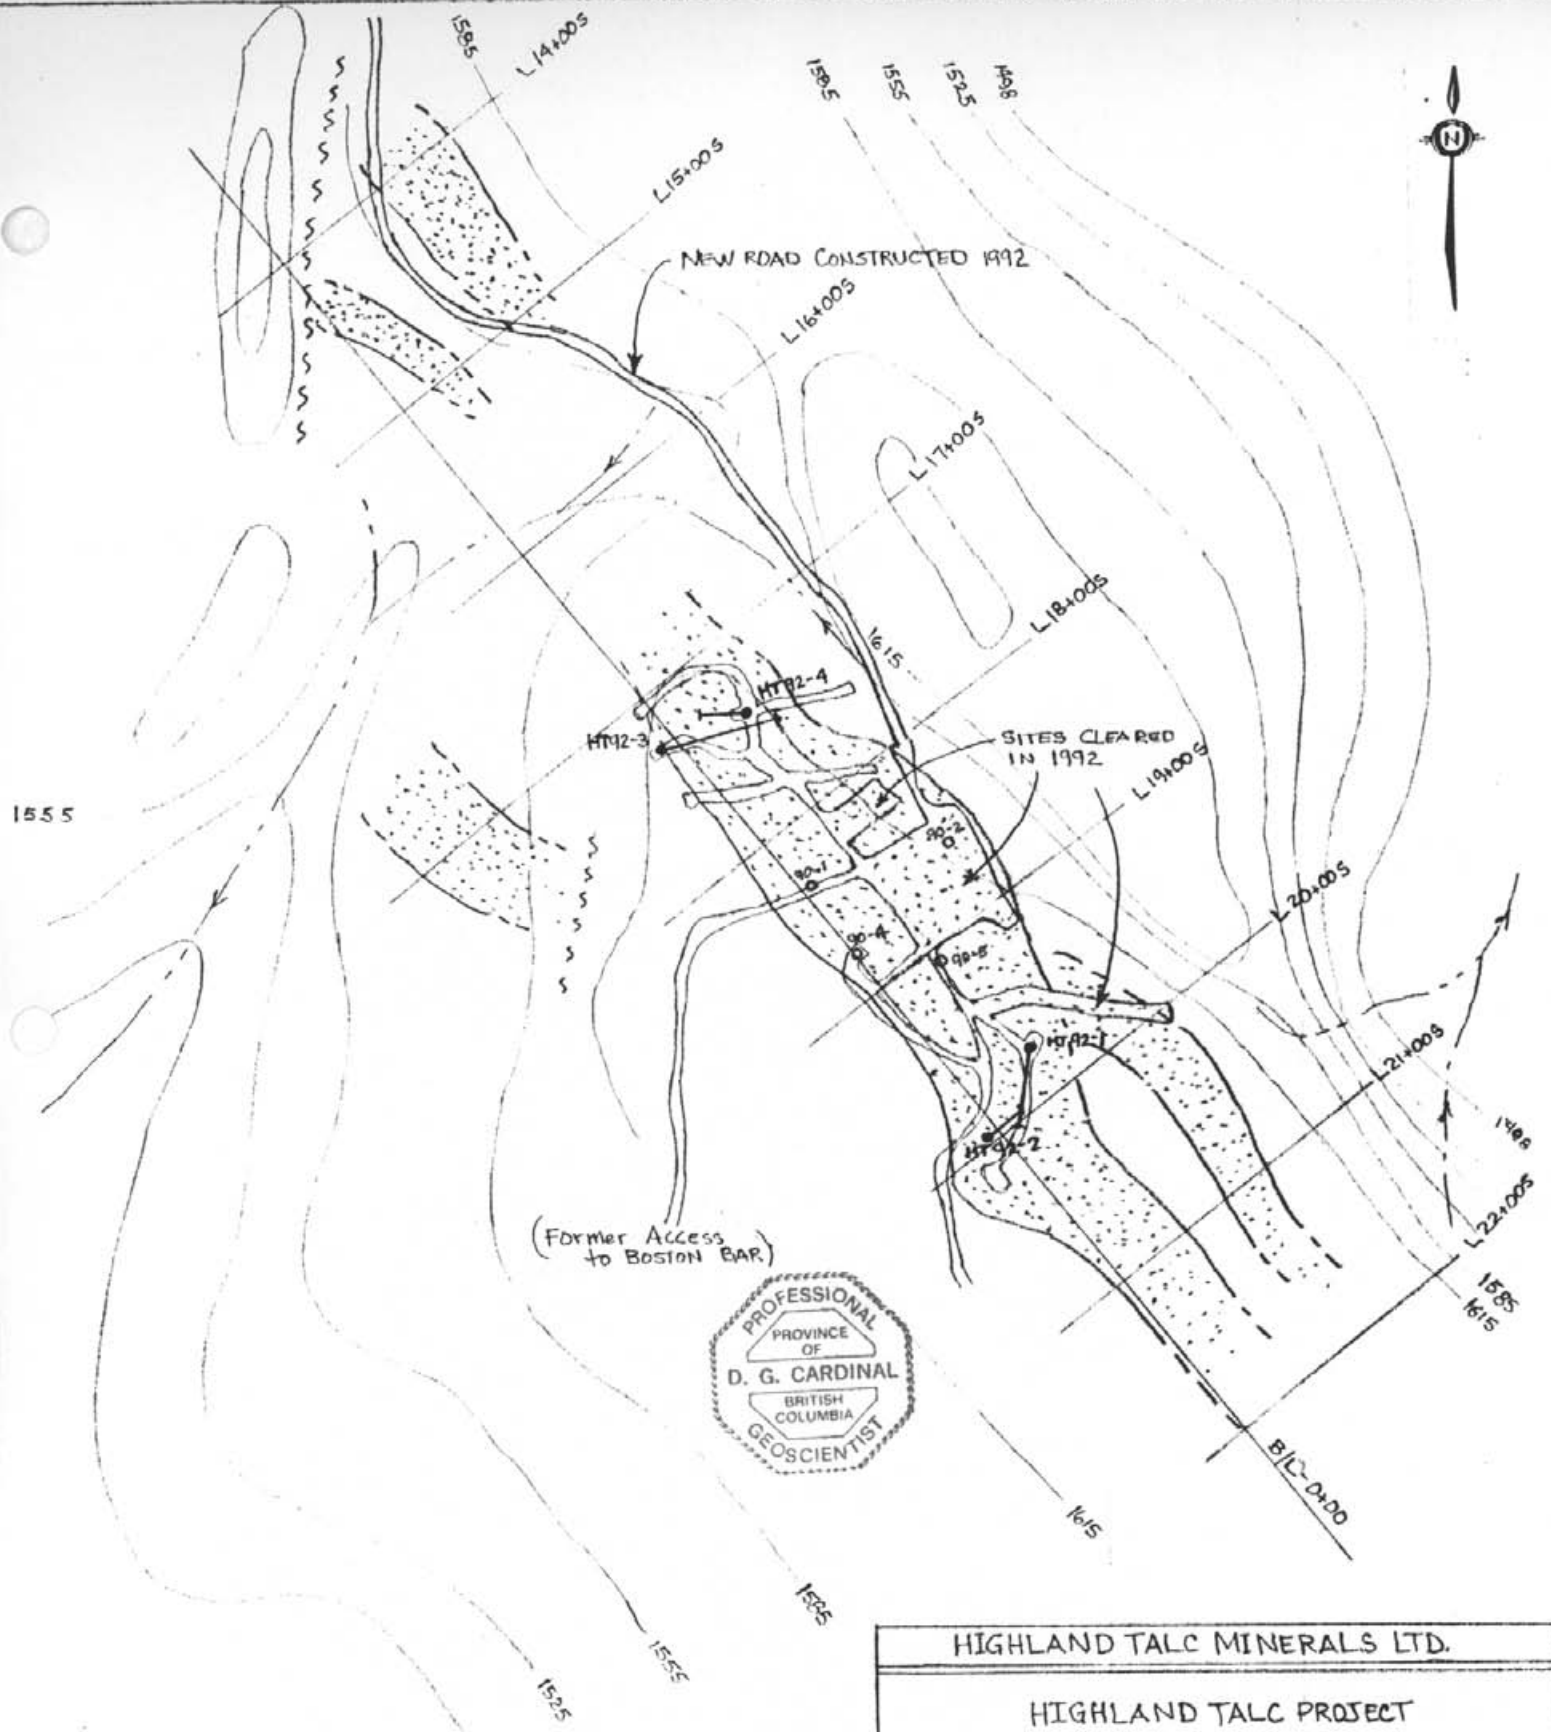 1585
L14+00S
1585
1555
1525
1498
N
L15+00S
NEW ROAD CONSTRUCTED 1992
L16+00S
L17+00S
L18+00S
1615
HT92-4
HT92-3
SITES CLEARED
IN 1992
L19+00S
1555
90-2
90-1
L20+00S
90-4
90-5
HT92-1
L21+00S
1498
HT92-2
L22+00S
(Former Access
to BOSTON BAR)
1585
1615
PROFESSIONAL
PROVINCE
OF
D. G. CARDINAL
BRITISH
COLUMBIA
GEOSCIENTIST
B/L-0+00
1615
1585
1555
1525
HIGHLAND TALC MINERALS LTD.
HIGHLAND TALC PROJECT